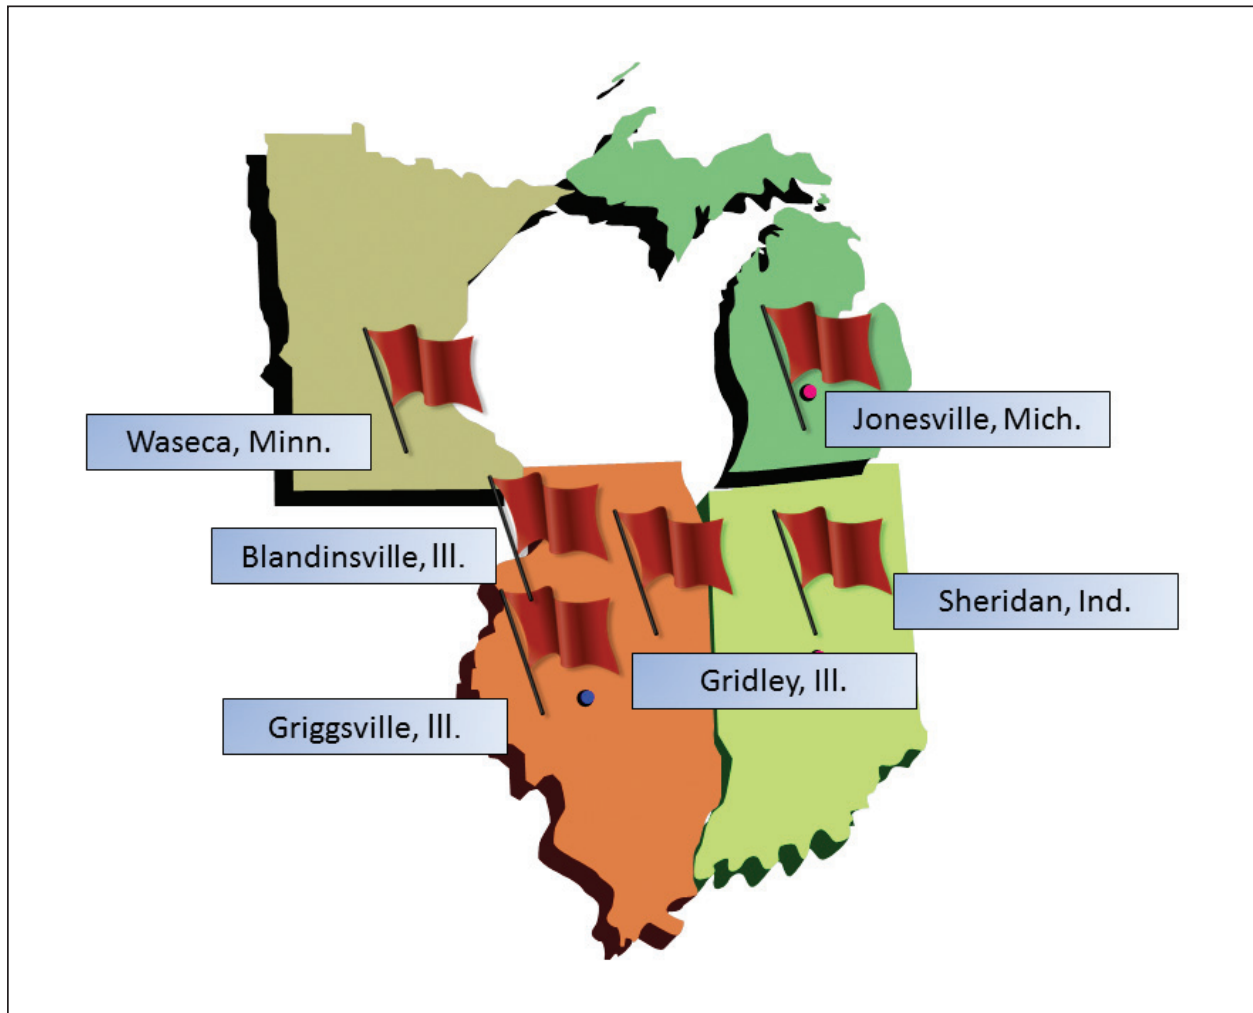 Jonesville, Mich.
Waseca, Minn.
Blandinsville, Ill.
Sheridan, Ind.
Gridley, Ill.
Griggsville, Ill.